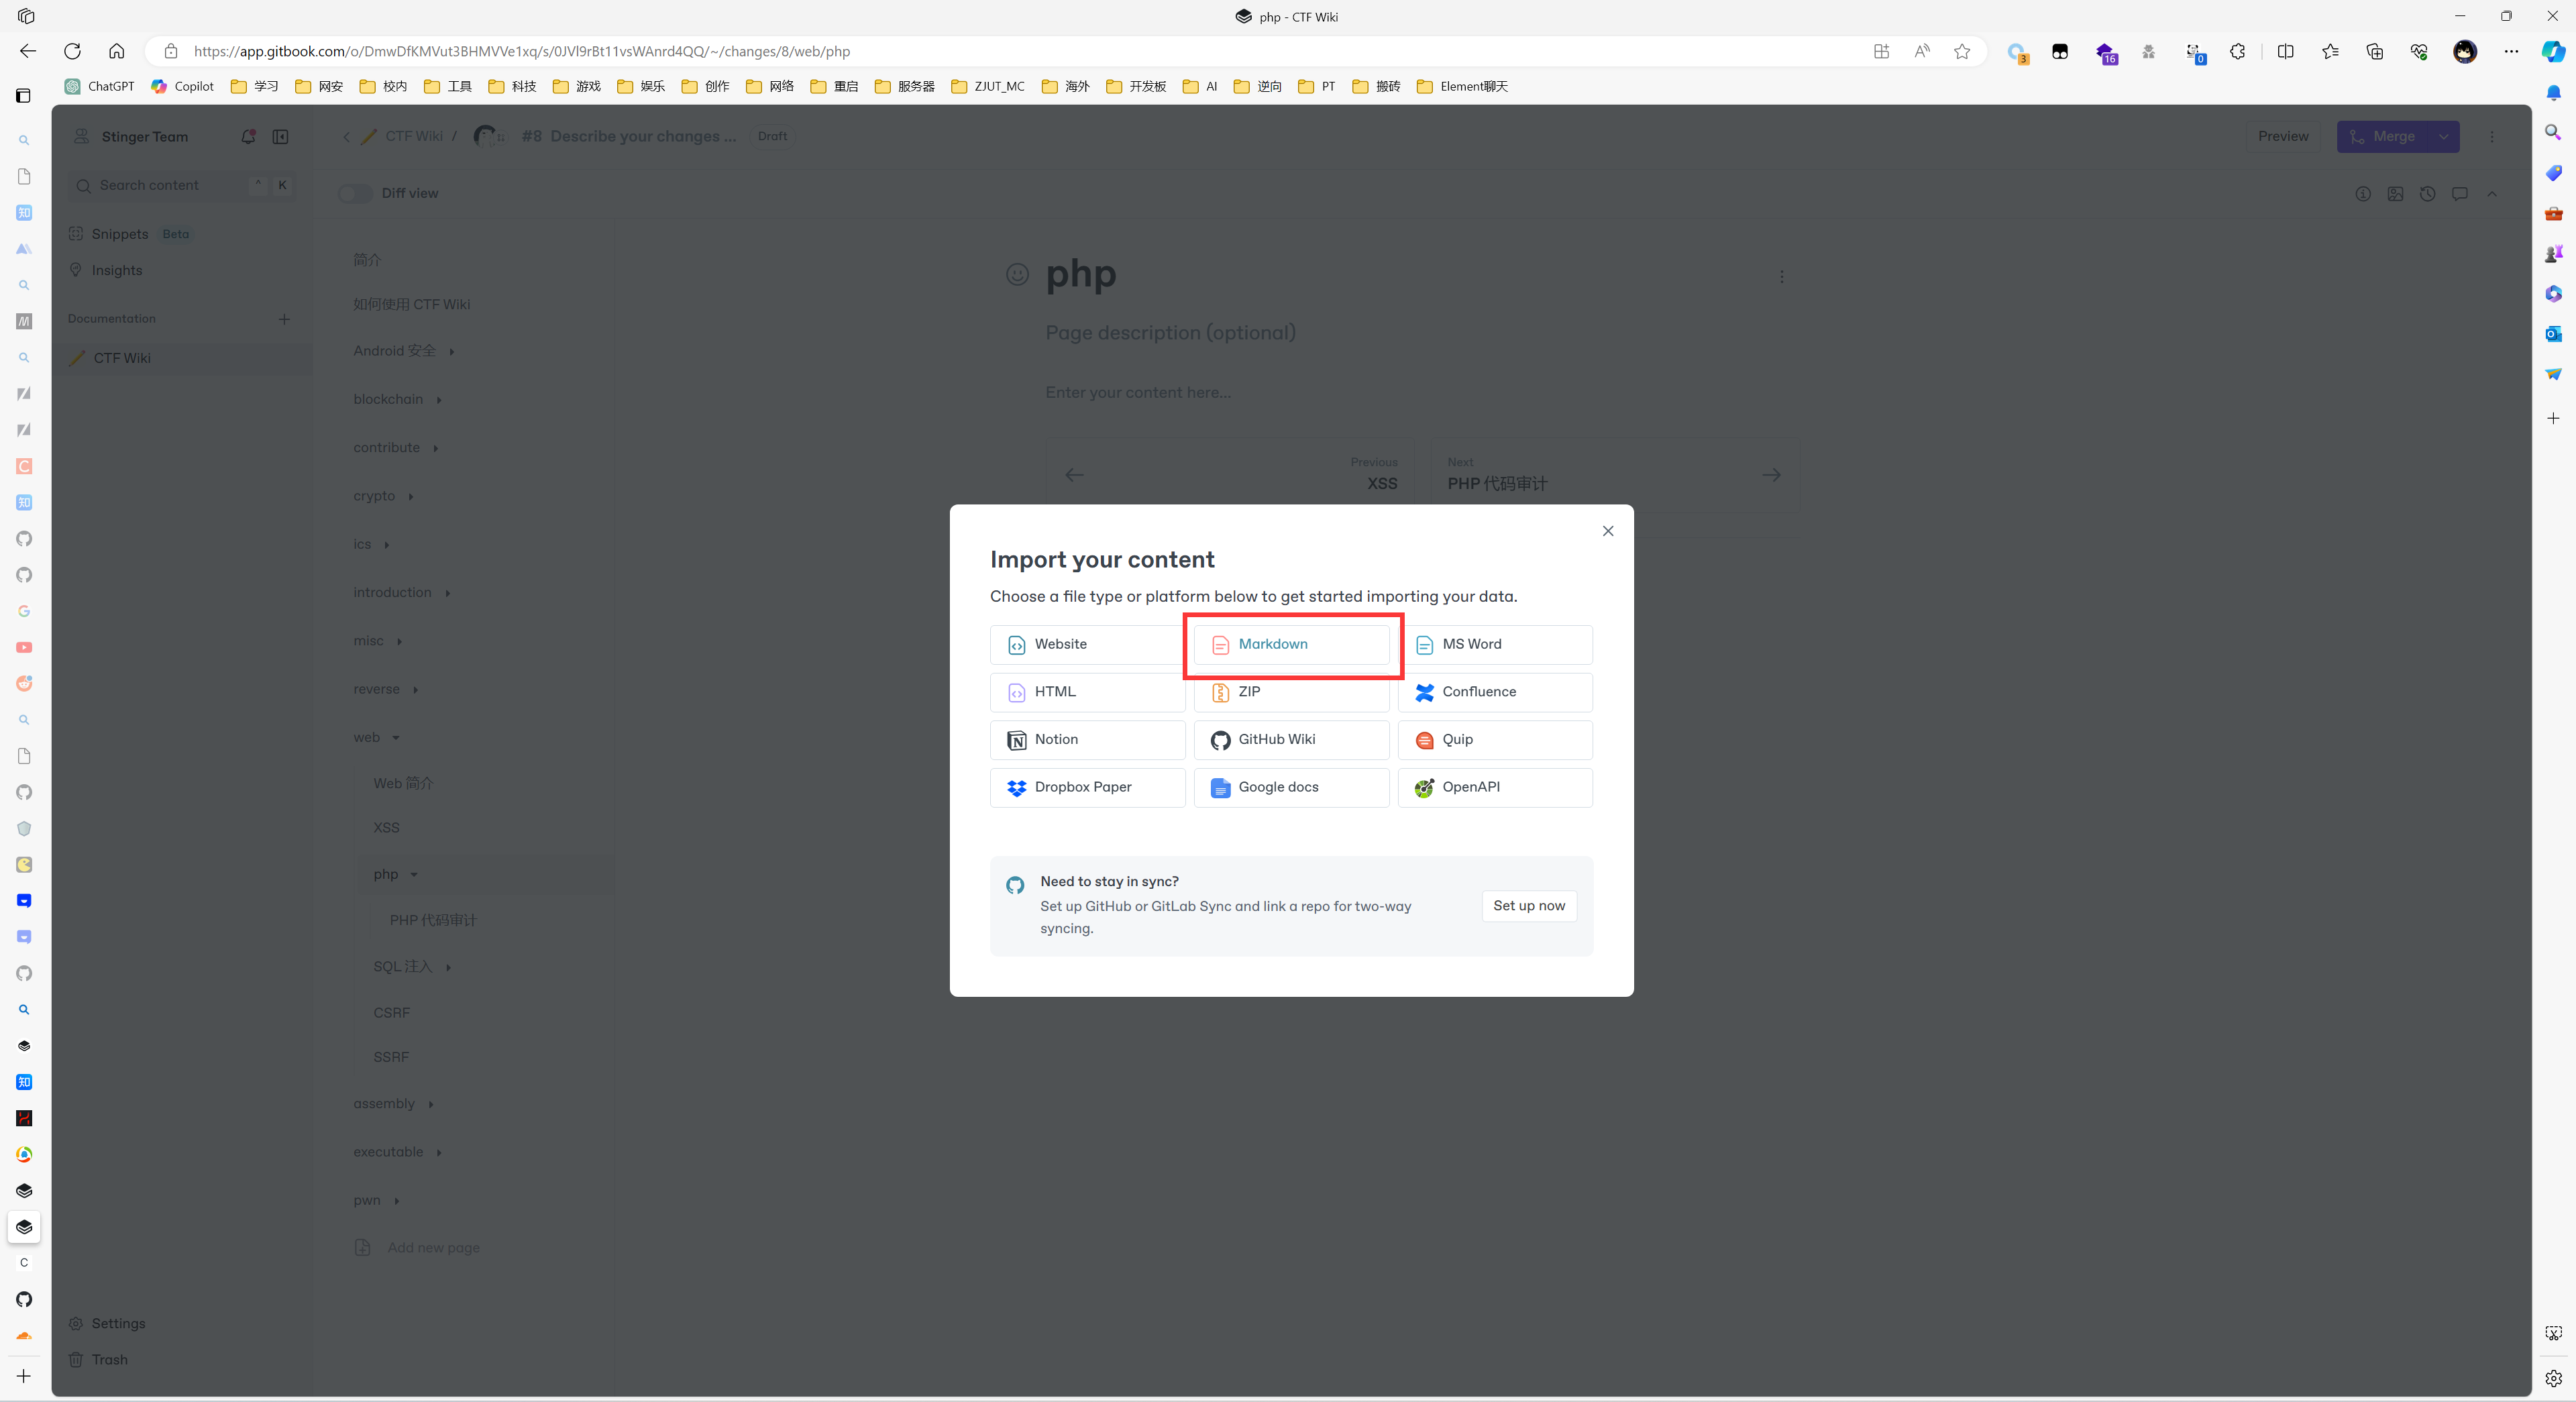 php - CTF Wiki
https://app.gitbook.com/o/DmwDfKMVut3BHMVVe1xq/s/0JVl9rBt11vsWAnrd4QQ/~/changes/8/web/php
3
16
0
ChatGPT
Copilot
学习
网安
校内
工具
科技
游戏
娱乐
创作
网络
重启
服务器
ZJUT_MC
海外
开发板
AI
逆向
PT
搬砖
Element聊天
Stinger Team
CTF Wiki /
#8 Describe your changes ...
Draft
Preview
Merge
Search content
^
K
Diff view
Snippets Beta
Insights
Documentation
CTF Wiki
简介
如何使用 CTF Wiki
Android 安全
blockchain
contribute
crypto
ics
introduction
misc
reverse
web
Web 简介
XSS
php
PHP 代码审计
SQL 注入
CSRF
SSRF
assembly
executable
pwn
Add new page
Settings
Trash
php
Page description (optional)
Enter your content here...
Previous
XSS
Next
PHP 代码审计
Import your content
Choose a file type or platform below to get started importing your data.
Website
Markdown
MS Word
HTML
ZIP
Confluence
Notion
GitHub Wiki
Quip
Dropbox Paper
Google docs
OpenAPI
Need to stay in sync?
Set up GitHub or GitLab Sync and link a repo for two-way
syncing.
Set up now